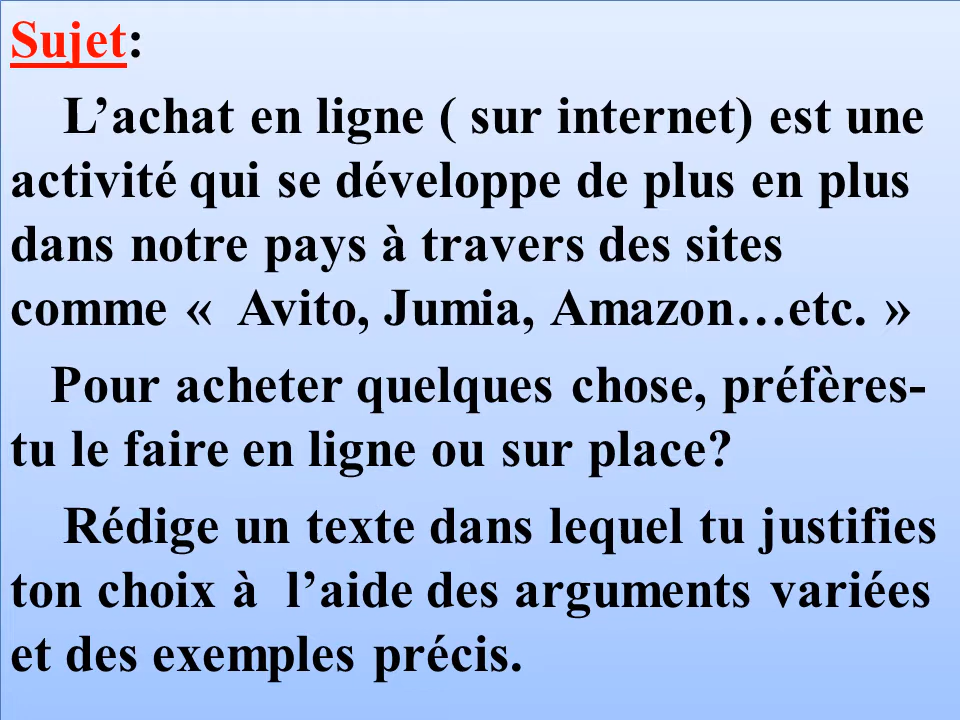 Sujet:
L’achat en ligne ( sur internet) est une
activité qui se développe de plus en plus
dans notre pays à travers des sites
comme «  Avito, Jumia, Amazon…etc. »
Pour acheter quelques chose, préfères-
tu le faire en ligne ou sur place?
Rédige un texte dans lequel tu justifies
ton choix à  l’aide des arguments variées
et des exemples précis.